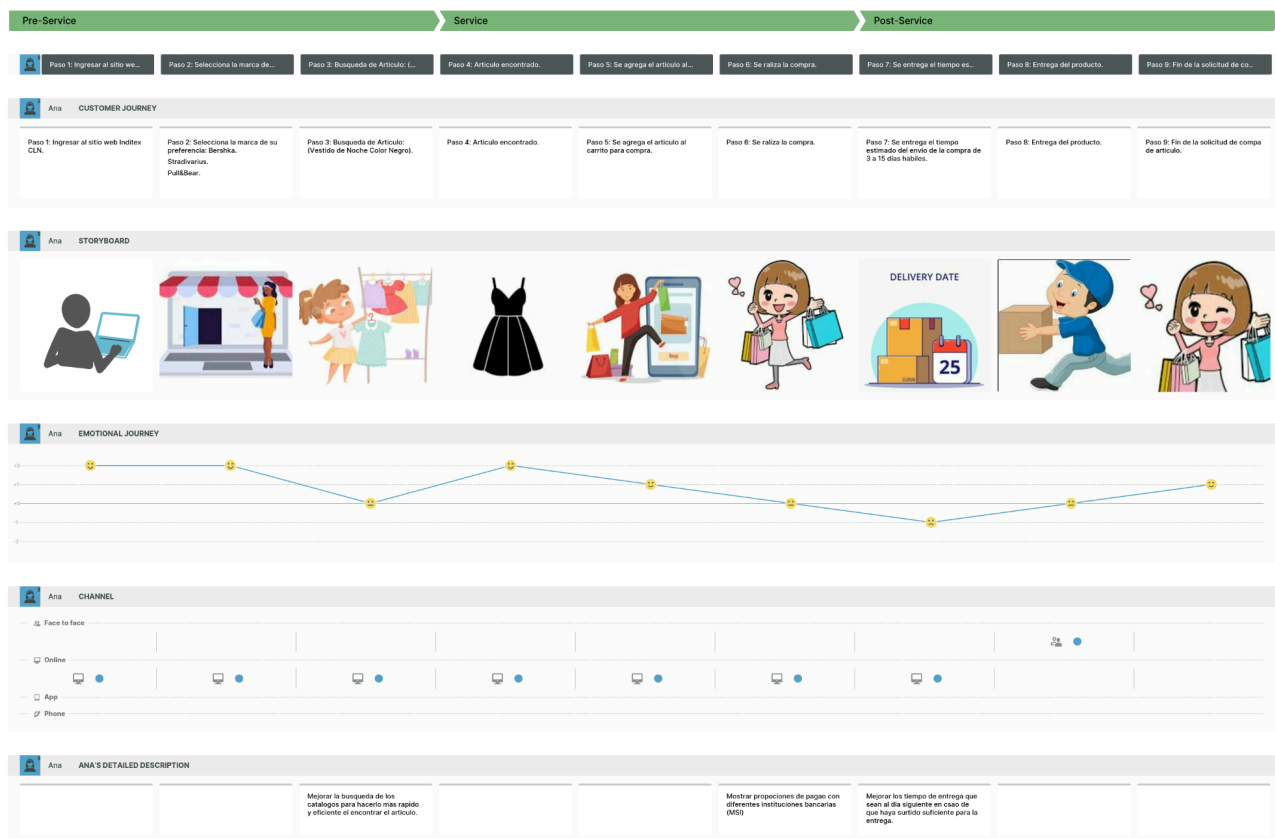 Pre-Service
Service
Post-Service
Paso 1: Ingresar al sitio we...
Paso 2: Selecciona la marca de...
Paso 3: Busqueda de Articulo: (...
Paso 4: Articulo encontrado.
Paso 5: Se agrega el articulo al...
Paso 6: Se raliza la compra.
Paso 7: Se entrega el tiempo es...
Paso 8: Entrega del producto.
Paso 9: Fin de la solicitud de co...
Ana CUSTOMER JOURNEY
Paso 1: Ingresar al sitio web Inditex
CLN.
Paso 2: Selecciona la marca de su
preferencia: Bershka.
Stradivarius.
Pull&Bear.
Paso 3: Busqueda de Articulo:
(Vestido de Noche Color Negro).
Paso 4: Articulo encontrado.
Paso 5: Se agrega el articulo al
carrito para compra.
Paso 6: Se raliza la compra.
Paso 7: Se entrega el tiempo
estimado del envio de la compra de
3 a 15 días habiles.
Paso 8: Entrega del producto.
Paso 9: Fin de la solicitud de compa
de articulo.
Ana STORYBOARD
buy
DELIVERY DATE
25
Ana EMOTIONAL JOURNEY
+2
+1
+0
-1
-2
Ana CHANNEL
Face to face
Online
App
Phone
Ana ANA'S DETAILED DESCRIPTION
Mejorar la busqueda de los
catalogos para hacerlo mas rapido
y eficiente el encontrar el articulo.
Mostrar propociones de pagao con
diferentes instituciones bancarias
(MSI)
Mejorar los tiempo de entrega que
sean al dia siguiente en csao de
que haya surtido suficiente para la
entrega.